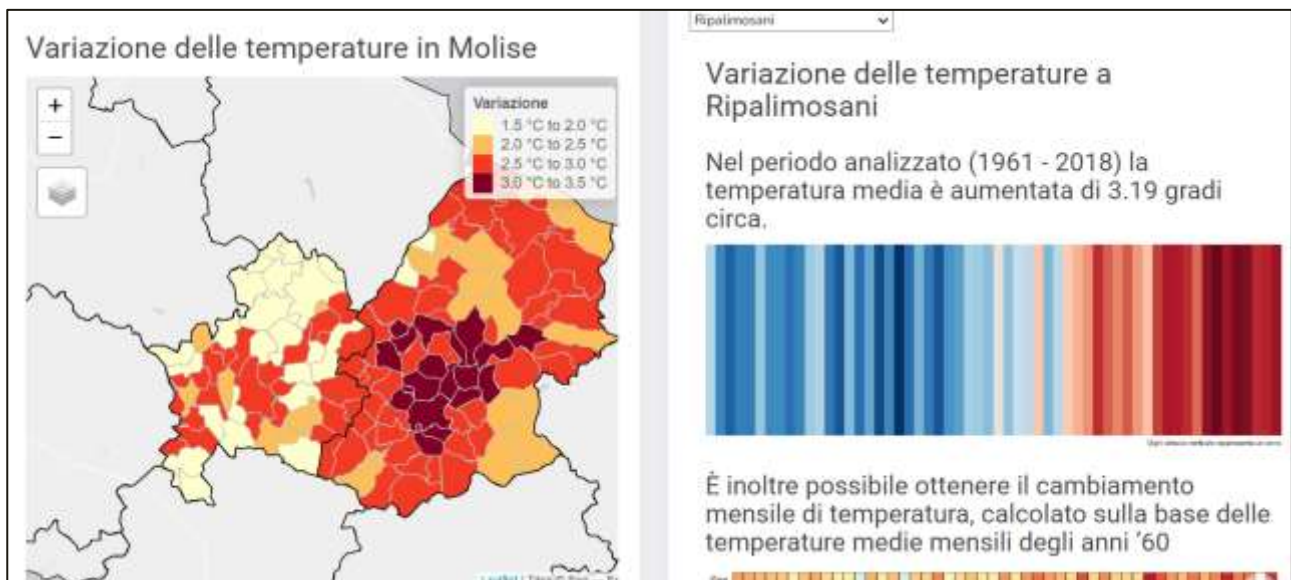 Variazione delle temperature in Molise
+
−
Variazione
1.5 °C to 2.0 °C
2.0 °C to 2.5 °C
2.5 °C to 3.0 °C
3.0 °C to 3.5 °C
Ripalimosani
Variazione delle temperature a
Ripalimosani
Nel periodo analizzato (1961 - 2018) la
temperatura media è aumentata di 3.19 gradi
circa.
È inoltre possibile ottenere il cambiamento
mensile di temperatura, calcolato sulla base delle
temperature medie mensili degli anni ‘60